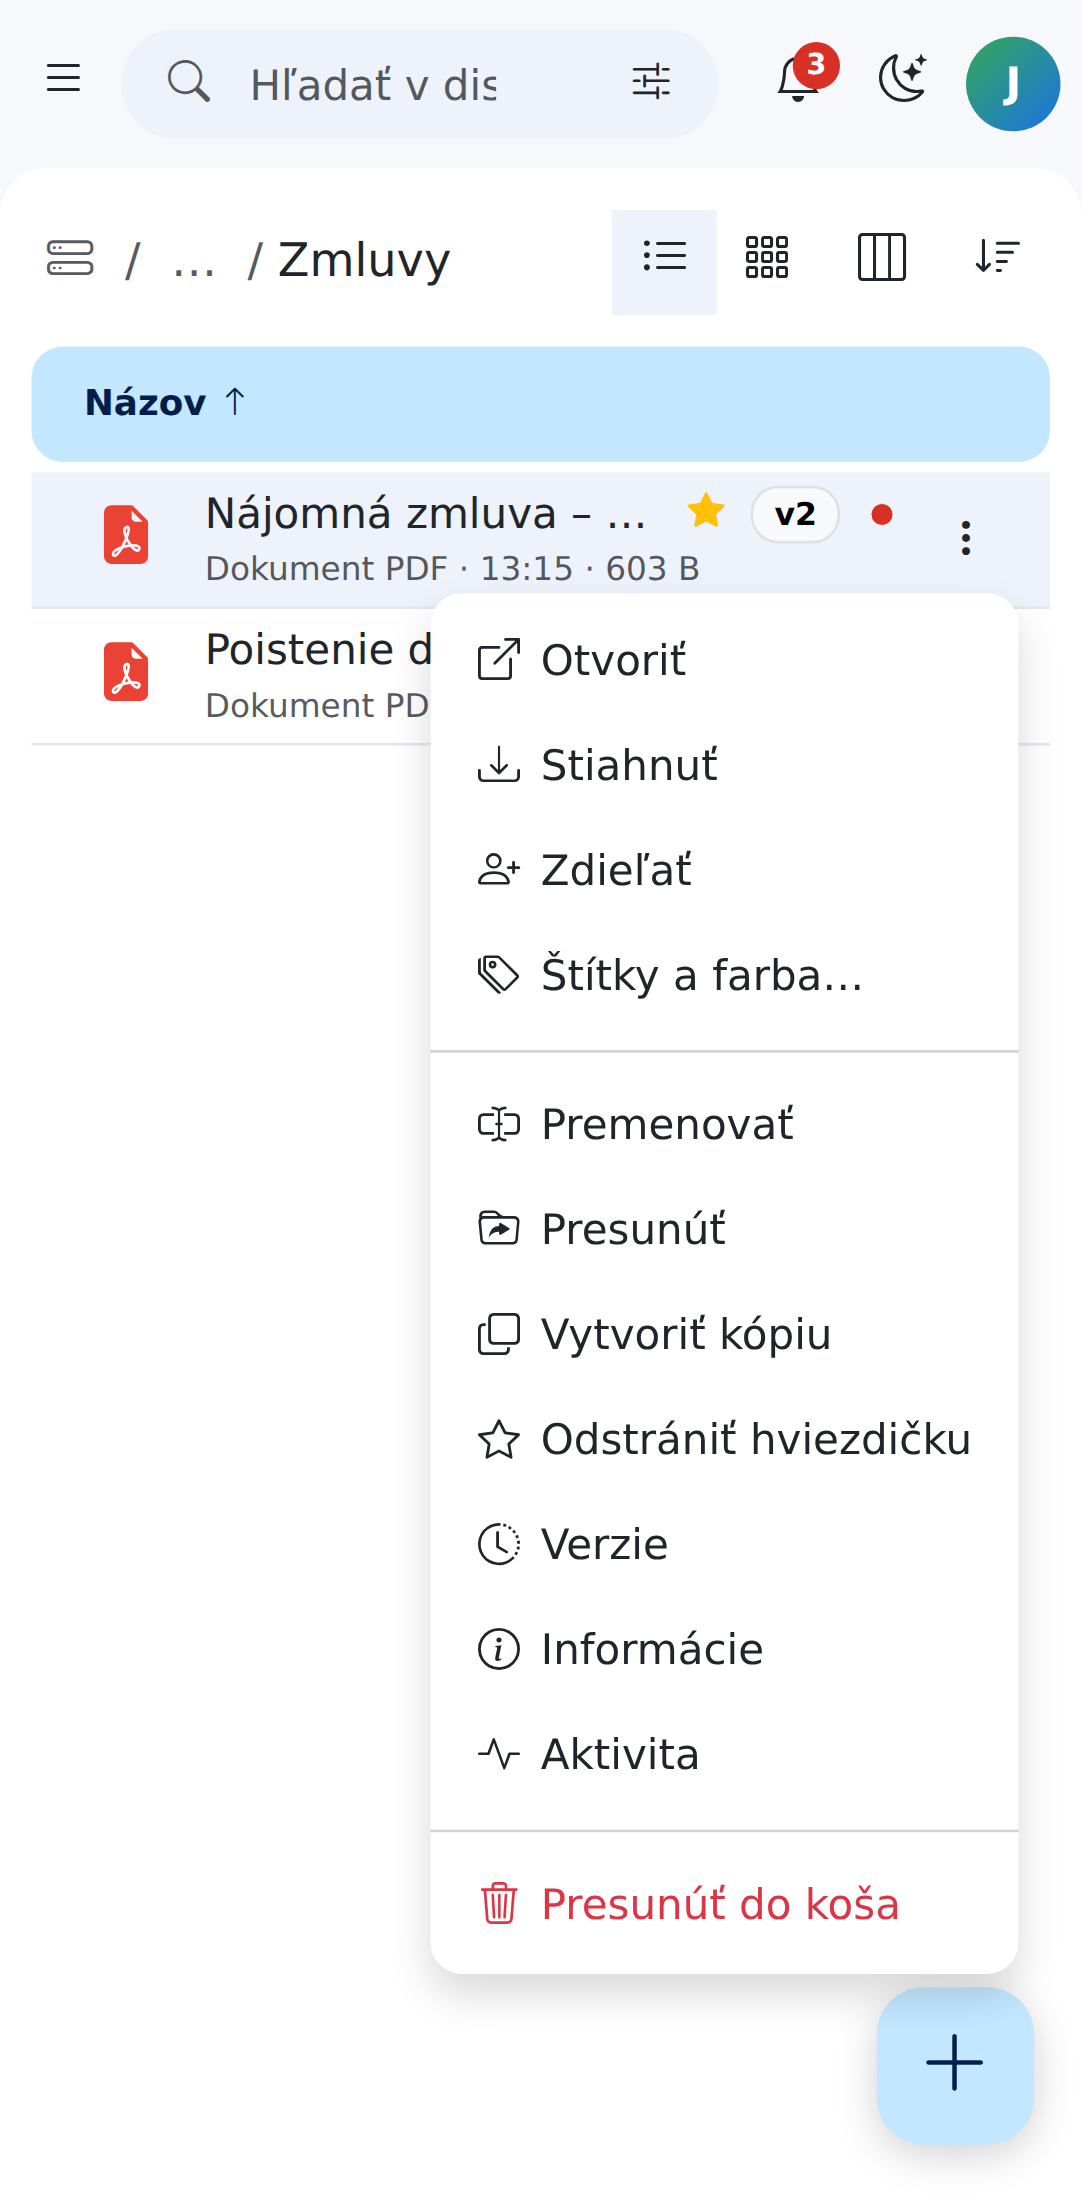 Hľadať v dis
3
J
/ ... / Zmluvy
Názov ↑
Nájomná zmluva – ... v2
Dokument PDF · 13:15 · 603 B
Poistenie d
Dokument PD
Otvoriť
Stiahnuť
Zdieľať
Štítky a farba...
Premenovať
Presunúť
Vytvoriť kópiu
Odstrániť hviezdičku
Verzie
Informácie
Aktivita
Presunúť do koša